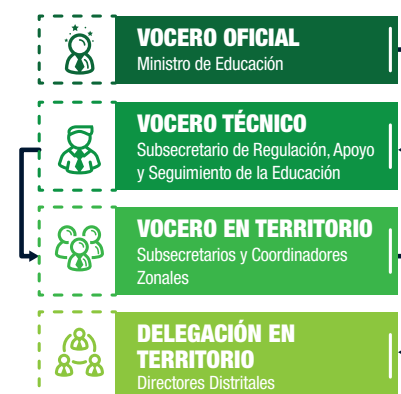 VOCERO OFICIAL
Ministro de Educación
VOCERO TÉCNICO
Subsecretario de Regulación, Apoyo
y Seguimiento de la Educación
VOCERO EN TERRITORIO
Subsecretarios y Coordinadores
Zonales
DELEGACIÓN EN
TERRITORIO
Directores Distritales